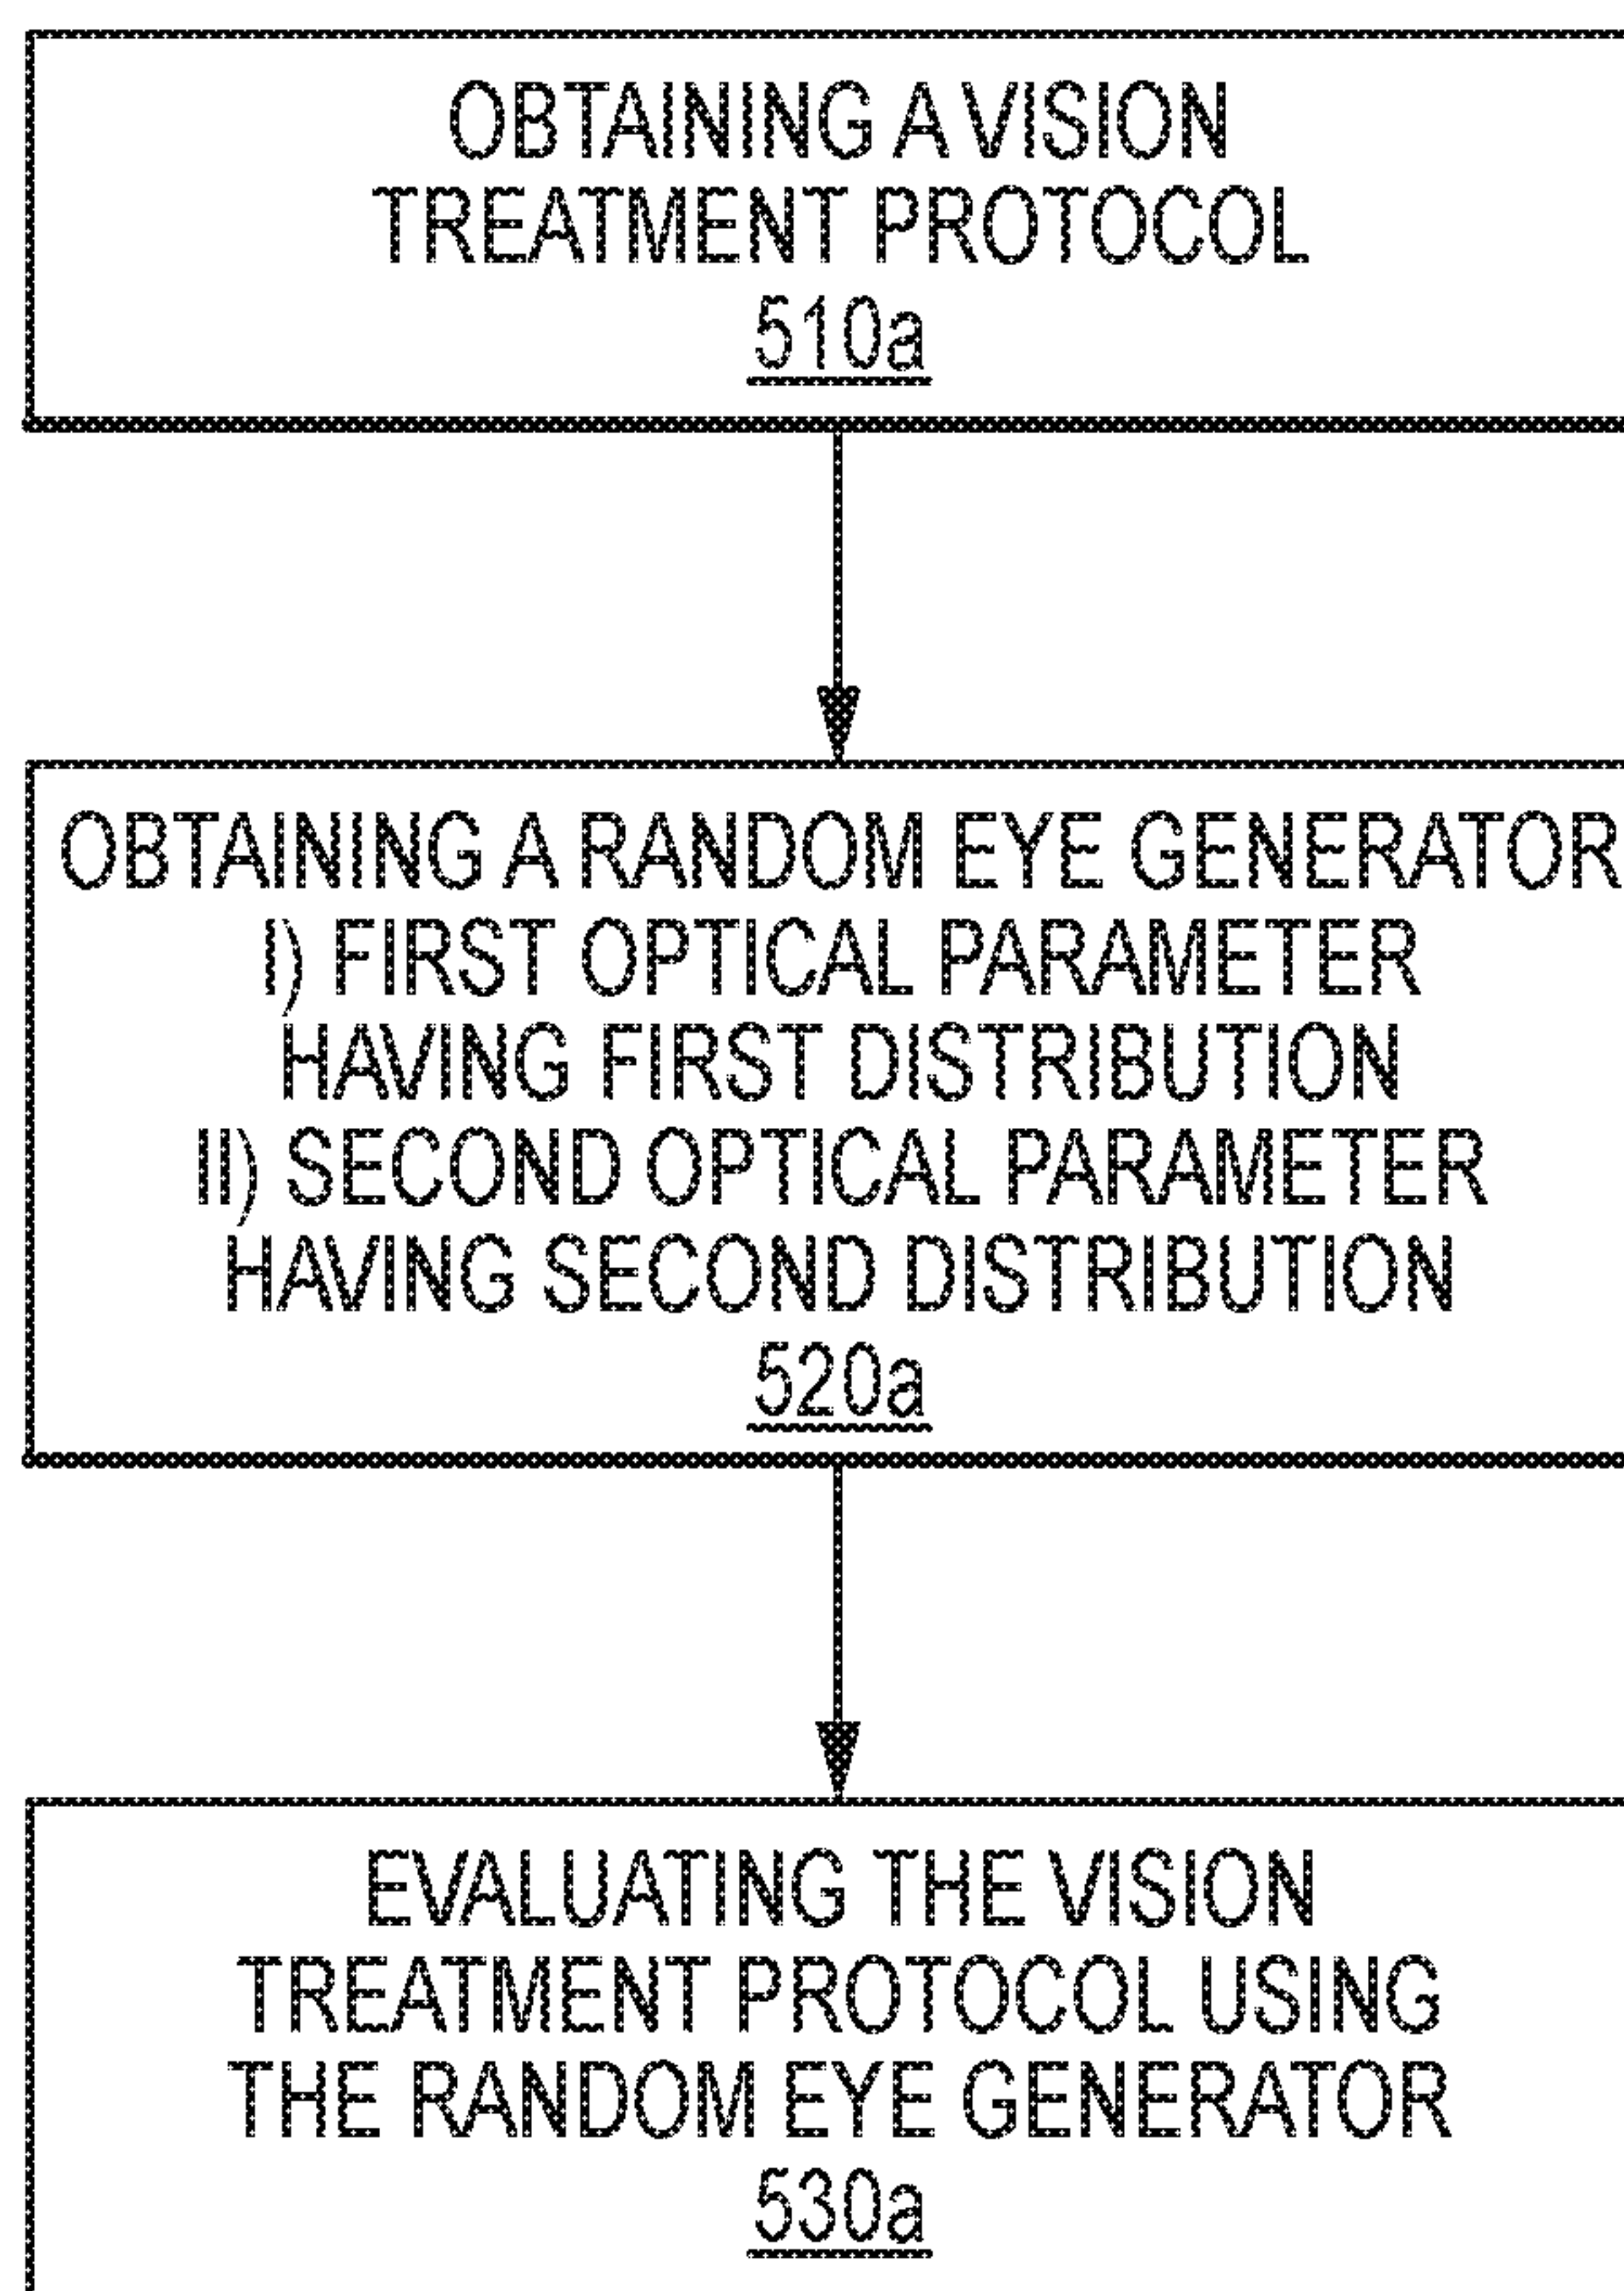 OBTAINING A VISION
TREATMENT PROTOCOL
510a
OBTAINING A RANDOM EYE GENERATOR
I) FIRST OPTICAL PARAMETER
HAVING FIRST DISTRIBUTION
II) SECOND OPTICAL PARAMETER
HAVING SECOND DISTRIBUTION
520a
EVALUATING THE VISION
TREATMENT PROTOCOL USING
THE RANDOM EYE GENERATOR
530a